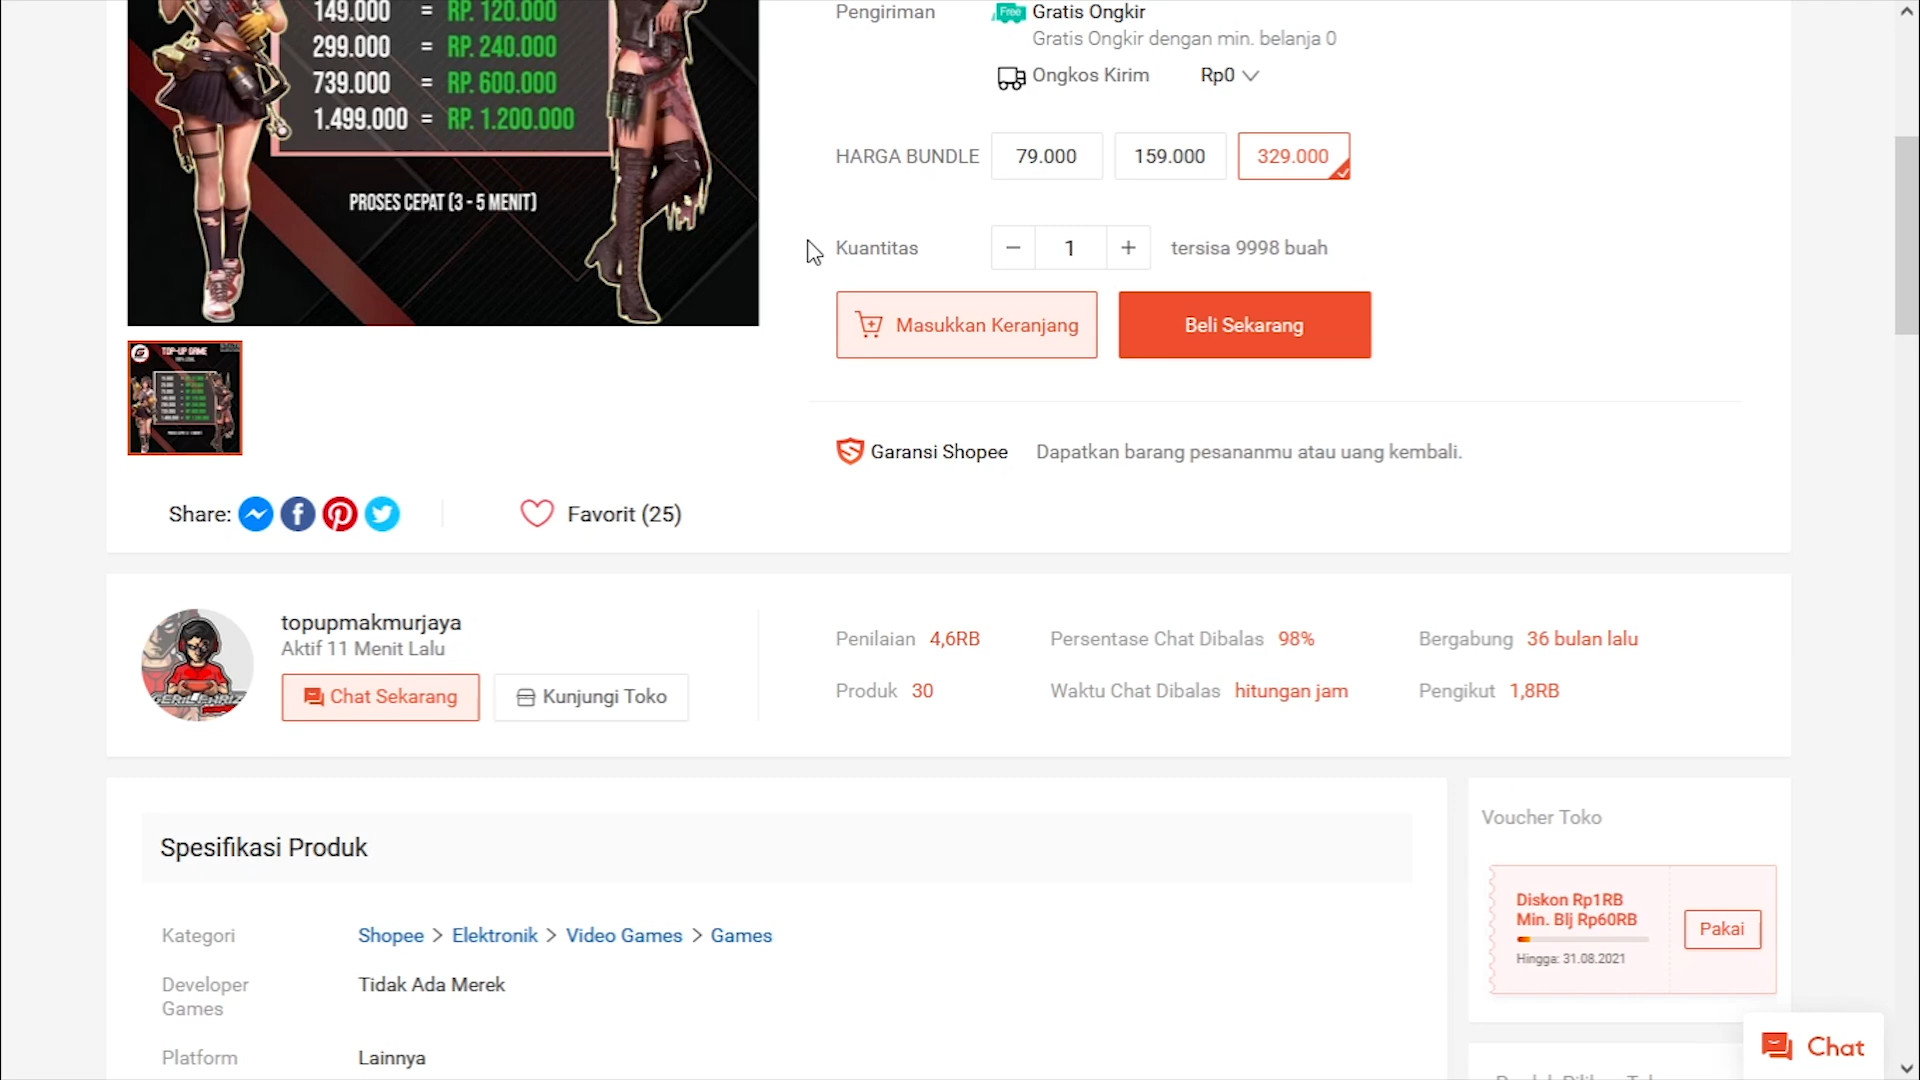 149.000 = RP. 120.000
299.000 = RP. 240.000
739.000 = RP. 600.000
1.499.000 = RP. 1.200.000
PROSES CEPAT (3 - 5 MENIT)
TOP-UP GAME
Share:
Favorit (25)
Pengiriman
Free
Gratis Ongkir
Gratis Ongkir dengan min. belanja 0
Ongkos Kirim Rp0
HARGA BUNDLE 79.000 159.000 329.000
Kuantitas − 1 + tersisa 9998 buah
Masukkan Keranjang Beli Sekarang
Garansi Shopee Dapatkan barang pesananmu atau uang kembali.
topupmakmurjaya
Aktif 11 Menit Lalu
Chat Sekarang Kunjungi Toko
Penilaian 4,6RB Persentase Chat Dibalas 98% Bergabung 36 bulan lalu
Produk 30 Waktu Chat Dibalas hitungan jam Pengikut 1,8RB
Spesifikasi Produk
Kategori Shopee > Elektronik > Video Games > Games
Developer Games Tidak Ada Merek
Platform Lainnya
Voucher Toko
Diskon Rp1RB
Min. Blj Rp60RB
Hingga: 31.08.2021
Pakai
Chat